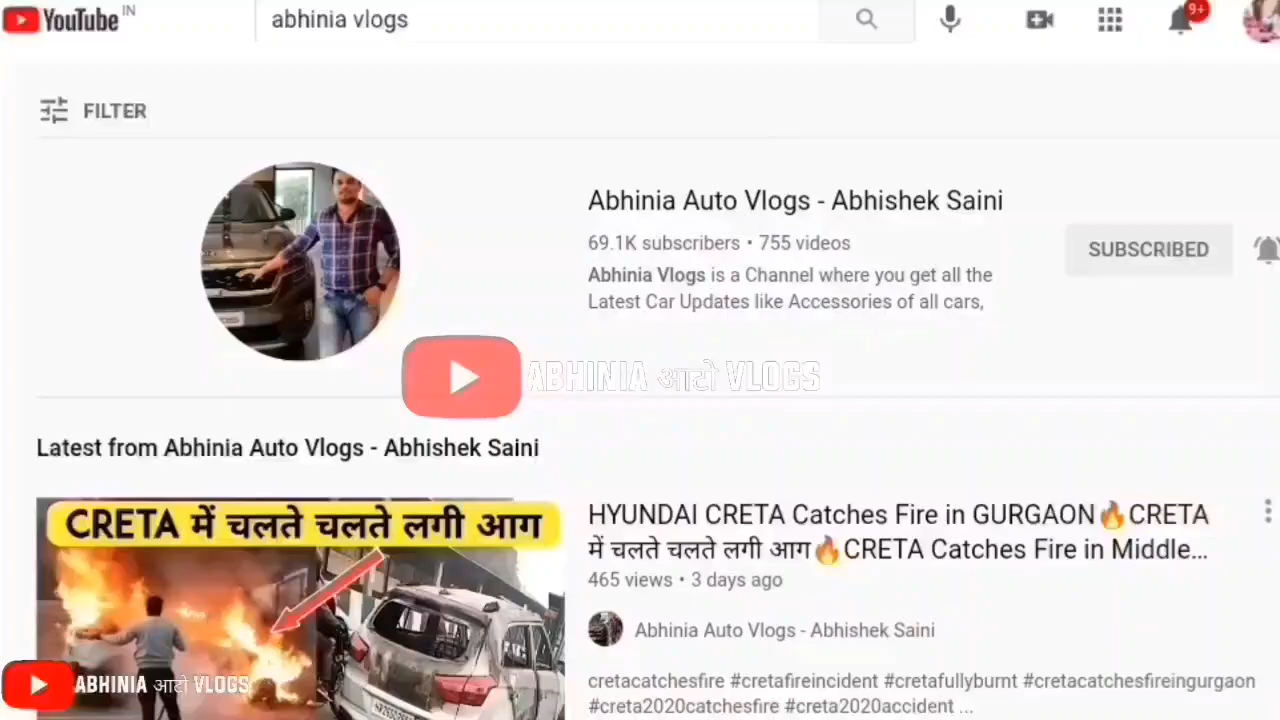 YouTube IN
abhinia vlogs
9+
FILTER
Abhinia Auto Vlogs - Abhishek Saini
69.1K subscribers • 755 videos
SUBSCRIBED
Abhinia Vlogs is a Channel where you get all the
Latest Car Updates like Accessories of all cars,
ABHINIA आटो VLOGS
Latest from Abhinia Auto Vlogs - Abhishek Saini
CRETA में चलते चलते लगी आग
HYUNDAI CRETA Catches Fire in GURGAON🔥CRETA
में चलते चलते लगी आग🔥CRETA Catches Fire in Middle...
465 views • 3 days ago
Abhinia Auto Vlogs - Abhishek Saini
ABHINIA आटो VLOGS
cretacatchesfire #cretafireincident #cretafullyburnt #cretacatchesfireingurgaon
#creta2020catchesfire #creta2020accident ...